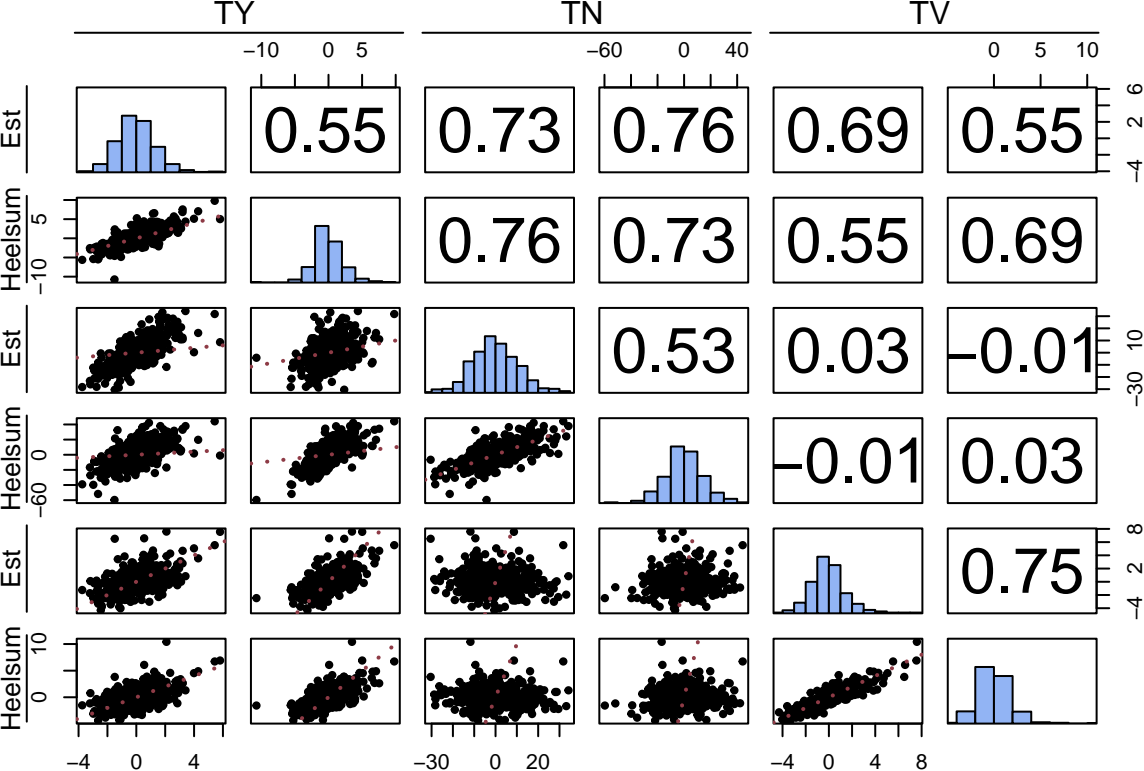 TY TN TV
−10 0 5 −60 0 40 0 5 10
Est 0.55 0.73 0.76 0.69 0.55 −4 2 6
Heelsum −10 5 0.76 0.73 0.55 0.69
Est 0.53 0.03 −0.01 −30 10
Heelsum −60 0 −0.01 0.03
Est 0.75 −4 2 8
Heelsum 0 10
−4 0 4 −30 0 20 −4 0 4 8